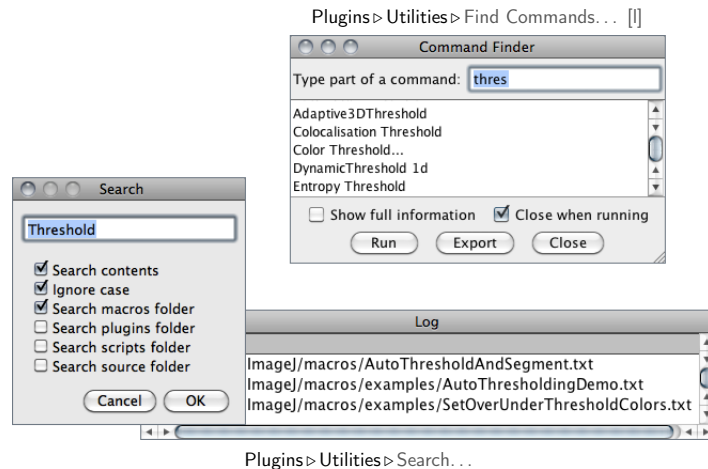 Plugins ▹ Utilities ▹ Find Commands... [l]
Command Finder
Type part of a command: thres
Adaptive3DThreshold
Colocalisation Threshold
Color Threshold...
DynamicThreshold 1d
Entropy Threshold
Show full information Close when running
Run Export Close
Search
Threshold
Search contents
Ignore case
Search macros folder
Search plugins folder
Search scripts folder
Search source folder
Cancel OK
Log
ImageJ/macros/AutoThresholdAndSegment.txt
ImageJ/macros/examples/AutoThresholdingDemo.txt
ImageJ/macros/examples/SetOverUnderThresholdColors.txt
Plugins ▹ Utilities ▹ Search...